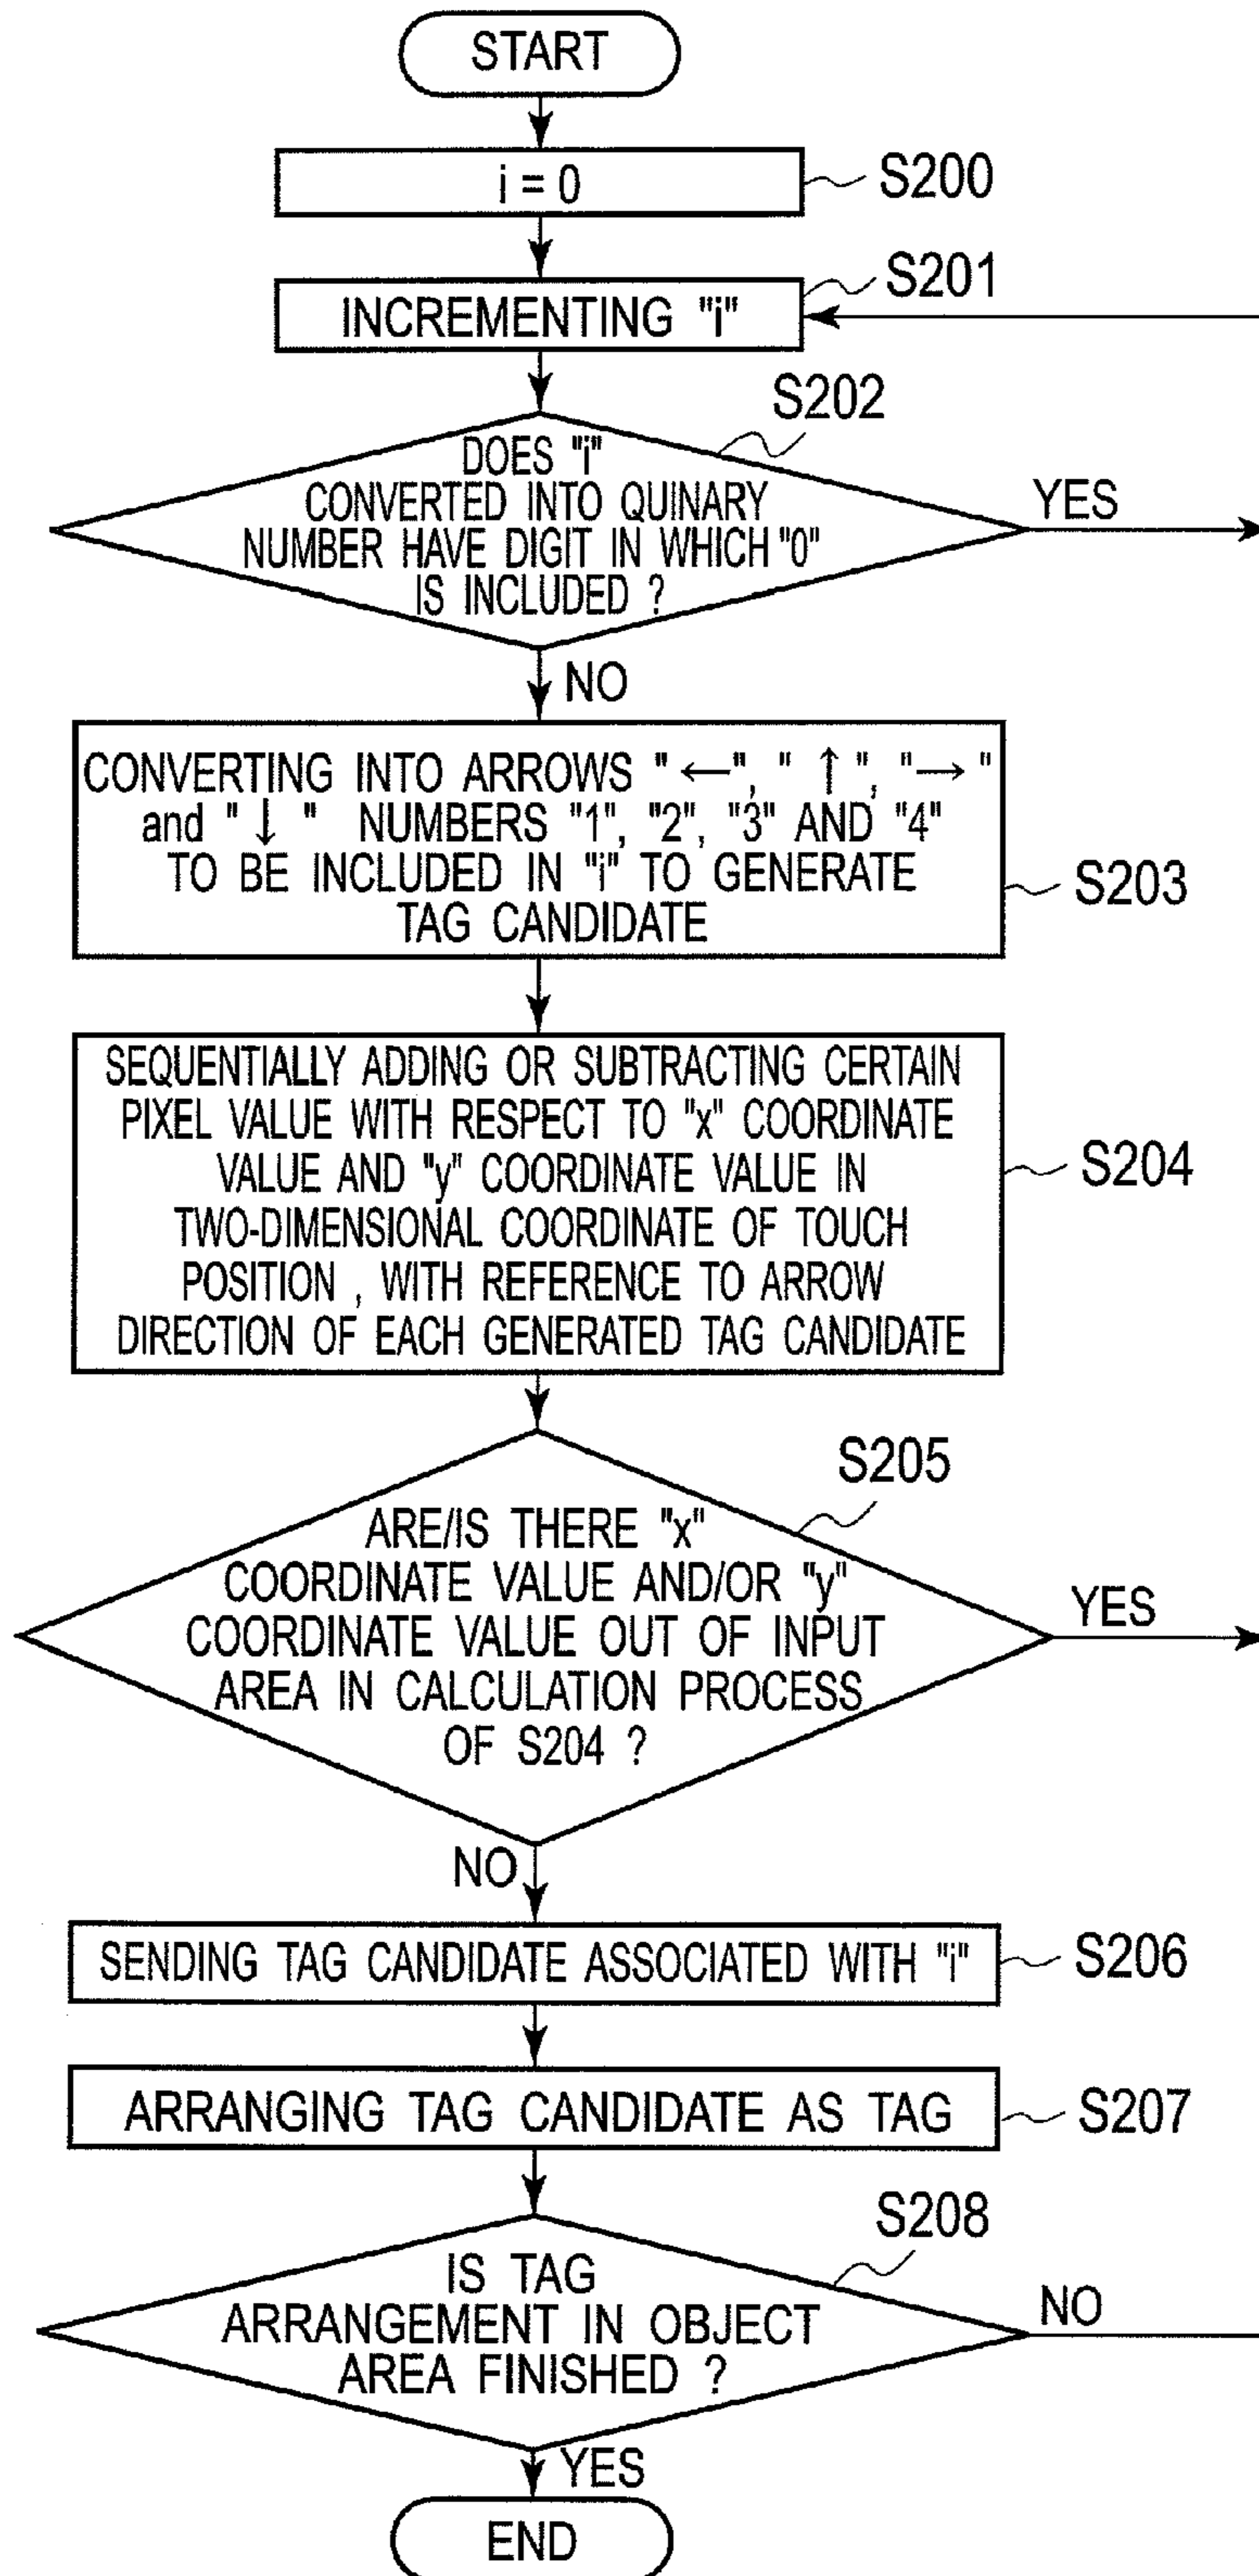 START
i = 0
S200
S201
INCREMENTING "i"
S202
DOES "i"
CONVERTED INTO QUINARY
NUMBER HAVE DIGIT IN WHICH "0"
IS INCLUDED ?
YES
NO
CONVERTING INTO ARROWS " ←", " ↑ ", "→ "
and " ↓ " NUMBERS "1", "2", "3" AND "4"
TO BE INCLUDED IN "i" TO GENERATE
TAG CANDIDATE
S203
SEQUENTIALLY ADDING OR SUBTRACTING CERTAIN
PIXEL VALUE WITH RESPECT TO "x" COORDINATE
VALUE AND "y" COORDINATE VALUE IN
TWO-DIMENSIONAL COORDINATE OF TOUCH
POSITION , WITH REFERENCE TO ARROW
DIRECTION OF EACH GENERATED TAG CANDIDATE
S204
S205
ARE/IS THERE "x"
COORDINATE VALUE AND/OR "y"
COORDINATE VALUE OUT OF INPUT
AREA IN CALCULATION PROCESS
OF S204 ?
YES
NO
SENDING TAG CANDIDATE ASSOCIATED WITH "i"
S206
ARRANGING TAG CANDIDATE AS TAG
S207
S208
IS TAG
ARRANGEMENT IN OBJECT
AREA FINISHED ?
NO
YES
END